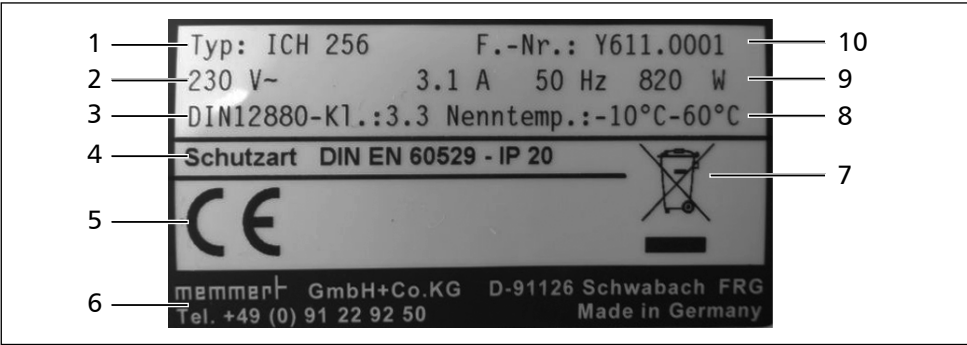 1 Typ: ICH 256 F.-Nr.: Y611.0001 10
2 230 V~ 3.1 A 50 Hz 820 W 9
3 DIN12880-Kl.:3.3 Nenntemp.:-10°C-60°C 8
4 Schutzart DIN EN 60529 - IP 20
7
5 CE
memmert GmbH+Co.KG D-91126 Schwabach FRG
6 Tel. +49 (0) 91 22 92 50 Made in Germany